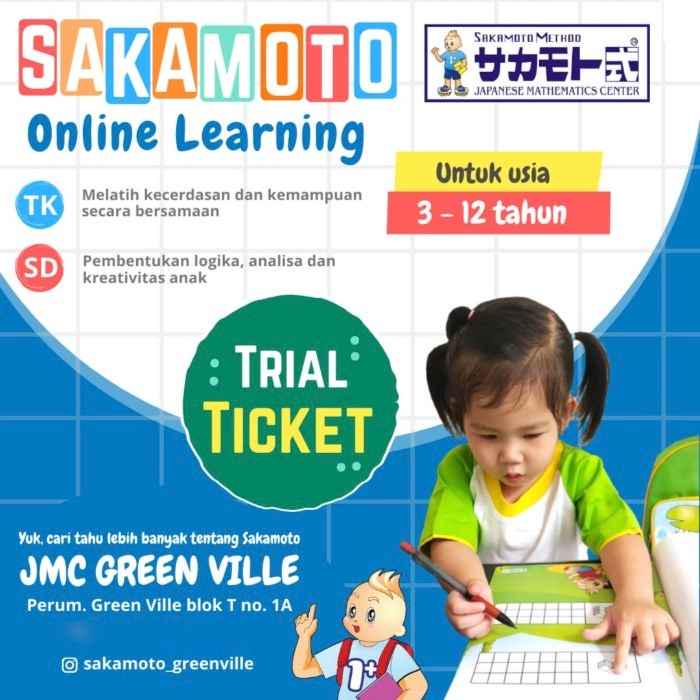 SAKAMOTO
Online Learning
SAKAMOTO METHOD
サカモト式
®
JAPANESE MATHEMATICS CENTER
Untuk usia
3 - 12 tahun
TK
Melatih kecerdasan dan kemampuan
secara bersamaan
SD
Pembentukan logika, analisa dan
kreativitas anak
TRIAL
TICKET
Yuk, cari tahu lebih banyak tentang Sakamoto
JMC GREEN VILLE
Perum. Green Ville blok T no. 1A
sakamoto_greenville
1+